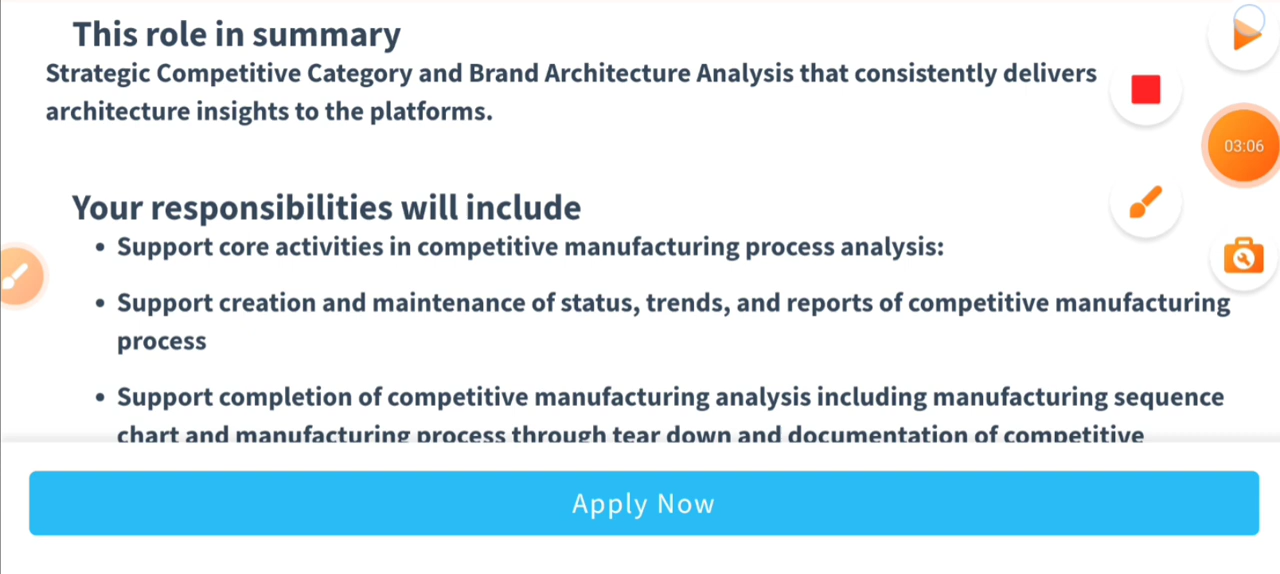 This role in summary
Strategic Competitive Category and Brand Architecture Analysis that consistently delivers
architecture insights to the platforms.
03:06
Your responsibilities will include
• Support core activities in competitive manufacturing process analysis:
• Support creation and maintenance of status, trends, and reports of competitive manufacturing
process
• Support completion of competitive manufacturing analysis including manufacturing sequence
chart and manufacturing process through tear down and documentation of competitive
Apply Now